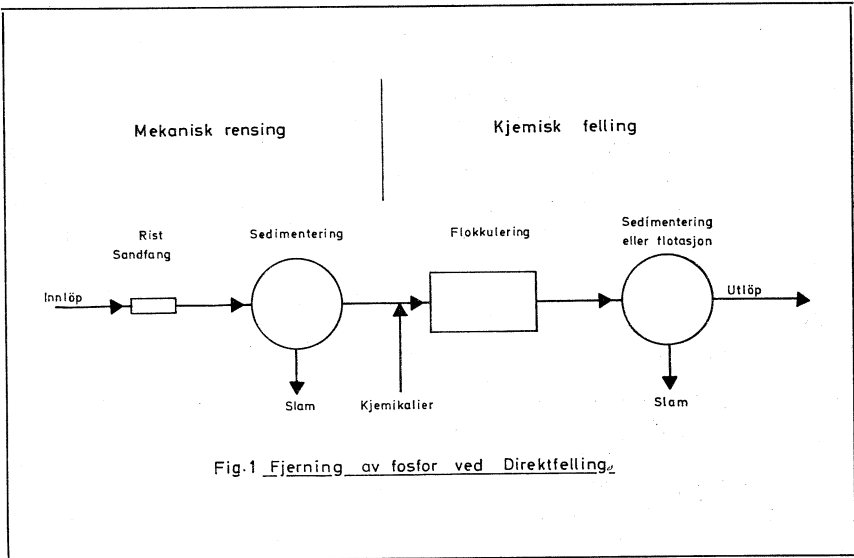 Mekanisk rensing
Kjemisk felling
Rist
Sandfang
Sedimentering
Flokkulering
Sedimentering
eller flotasjon
Innlöp
Utlöp
Slam
Kjemikalier
Slam
Fig.1 Fjerning av fosfor ved Direktfelling.